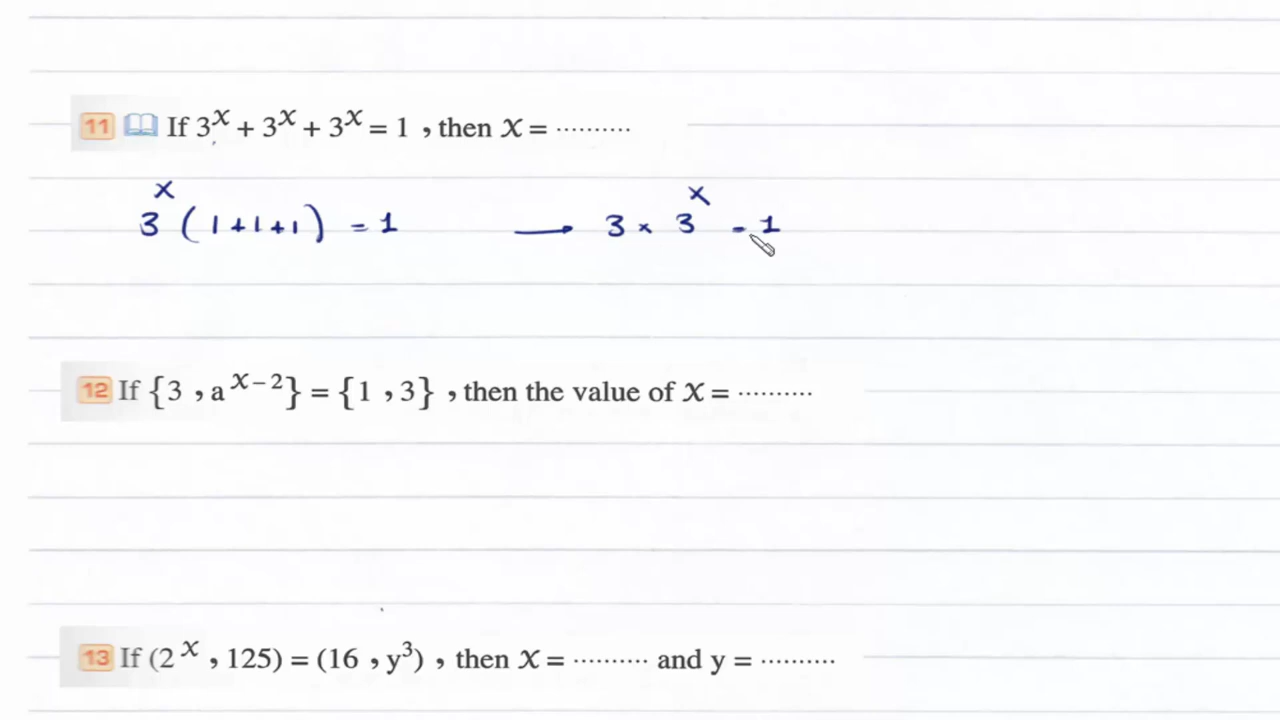 11 If 3^x + 3^x + 3^x = 1 , then x = ..........
3^x ( 1+1+1 ) = 1 → 3 × 3^x = 1
12 If {3 , a^x−2} = {1 , 3} , then the value of x = ..........
13 If (2^x , 125) = (16 , y³) , then x = .......... and y = ..........